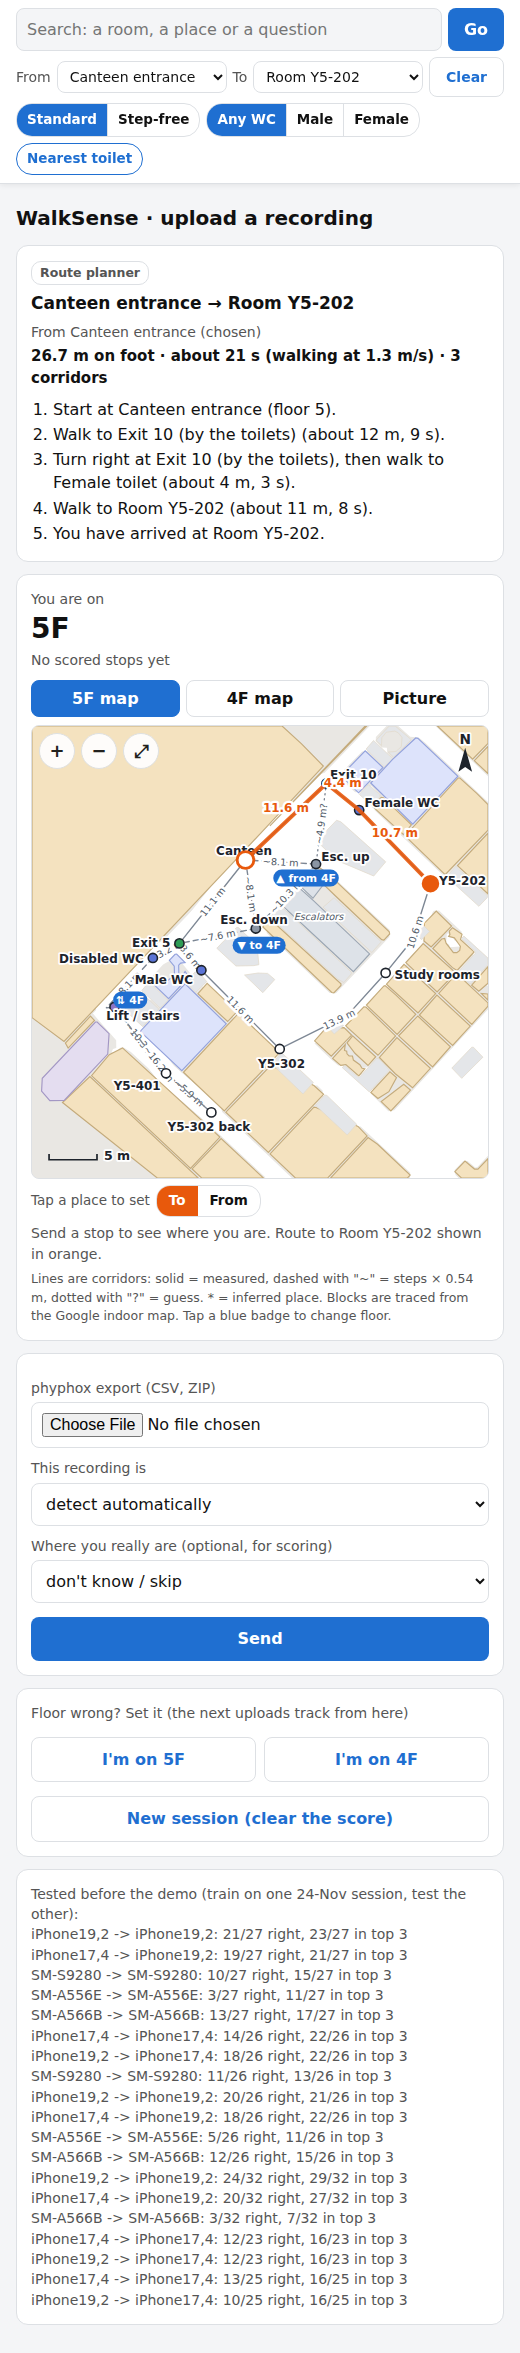 Search: a room, a place or a question
Go
From Canteen entrance To Room Y5-202 Clear
Standard Step-free Any WC Male Female
Nearest toilet
WalkSense · upload a recording
Route planner
Canteen entrance → Room Y5-202
From Canteen entrance (chosen)
26.7 m on foot · about 21 s (walking at 1.3 m/s) · 3
corridors
1. Start at Canteen entrance (floor 5).
2. Walk to Exit 10 (by the toilets) (about 12 m, 9 s).
3. Turn right at Exit 10 (by the toilets), then walk to
Female toilet (about 4 m, 3 s).
4. Walk to Room Y5-202 (about 11 m, 8 s).
5. You have arrived at Room Y5-202.
You are on
5F
No scored stops yet
5F map 4F map Picture
+ − ⤢
N
Exit 10
4.4 m
11.6 m
Female WC
~4.9 m?
10.7 m
Canteen
~8.1 m
Esc. up
▲ from 4F
Y5-202
11.1 m
~8.1 m
~10.3
Esc. down
Escalators
Exit 5
~7.6 m
▼ to 4F
10.6 m
Disabled WC
Male WC
Study rooms
⇅ 4F
Lift / stairs
11.6 m
13.9 m
Y5-302
Y5-401
~5.9 m
Y5-302 back
5 m
Tap a place to set To From
Send a stop to see where you are. Route to Room Y5-202 shown
in orange.
Lines are corridors: solid = measured, dashed with "~" = steps × 0.54
m, dotted with "?" = guess. * = inferred place. Blocks are traced from
the Google indoor map. Tap a blue badge to change floor.
phyphox export (CSV, ZIP)
Choose File No file chosen
This recording is
detect automatically
Where you really are (optional, for scoring)
don't know / skip
Send
Floor wrong? Set it (the next uploads track from here)
I'm on 5F I'm on 4F
New session (clear the score)
Tested before the demo (train on one 24-Nov session, test the
other):
iPhone19,2 -> iPhone19,2: 21/27 right, 23/27 in top 3
iPhone17,4 -> iPhone19,2: 19/27 right, 21/27 in top 3
SM-S9280 -> SM-S9280: 10/27 right, 15/27 in top 3
SM-A556E -> SM-A556E: 3/27 right, 11/27 in top 3
SM-A566B -> SM-A566B: 13/27 right, 17/27 in top 3
iPhone17,4 -> iPhone17,4: 14/26 right, 22/26 in top 3
iPhone19,2 -> iPhone17,4: 18/26 right, 22/26 in top 3
SM-S9280 -> SM-S9280: 11/26 right, 13/26 in top 3
iPhone19,2 -> iPhone19,2: 20/26 right, 21/26 in top 3
iPhone17,4 -> iPhone19,2: 18/26 right, 22/26 in top 3
SM-A556E -> SM-A556E: 5/26 right, 11/26 in top 3
SM-A566B -> SM-A566B: 12/26 right, 15/26 in top 3
iPhone19,2 -> iPhone19,2: 24/32 right, 29/32 in top 3
iPhone17,4 -> iPhone19,2: 20/32 right, 27/32 in top 3
SM-A566B -> SM-A566B: 3/32 right, 7/32 in top 3
iPhone17,4 -> iPhone17,4: 12/23 right, 16/23 in top 3
iPhone19,2 -> iPhone17,4: 12/23 right, 16/23 in top 3
iPhone17,4 -> iPhone17,4: 13/25 right, 16/25 in top 3
iPhone19,2 -> iPhone17,4: 10/25 right, 16/25 in top 3